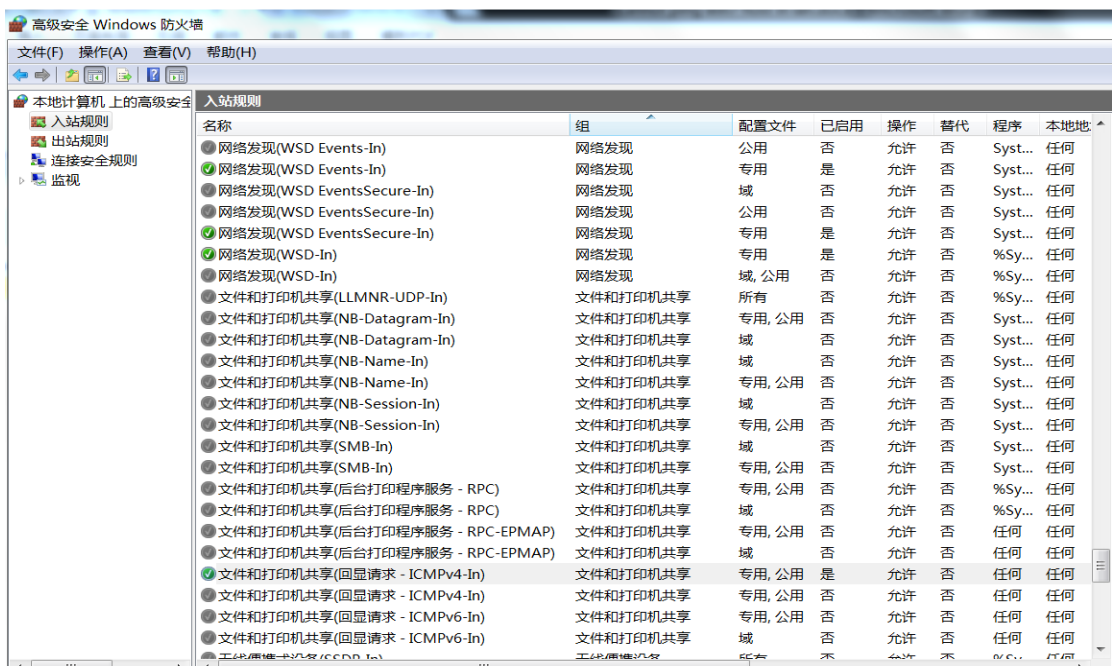 高级安全 Windows 防火墙
文件(F) 操作(A) 查看(V) 帮助(H)
本地计算机 上的高级安全
入站规则
出站规则
连接安全规则
监视
入站规则
名称 组 配置文件 已启用 操作 替代 程序 本地地
网络发现(WSD Events-In) 网络发现 公用 否 允许 否 Syst... 任何
网络发现(WSD Events-In) 网络发现 专用 是 允许 否 Syst... 任何
网络发现(WSD EventsSecure-In) 网络发现 域 否 允许 否 Syst... 任何
网络发现(WSD EventsSecure-In) 网络发现 公用 否 允许 否 Syst... 任何
网络发现(WSD EventsSecure-In) 网络发现 专用 是 允许 否 Syst... 任何
网络发现(WSD-In) 网络发现 专用 是 允许 否 %Sy... 任何
网络发现(WSD-In) 网络发现 域, 公用 否 允许 否 %Sy... 任何
文件和打印机共享(LLMNR-UDP-In) 文件和打印机共享 所有 否 允许 否 %Sy... 任何
文件和打印机共享(NB-Datagram-In) 文件和打印机共享 专用, 公用 否 允许 否 Syst... 任何
文件和打印机共享(NB-Datagram-In) 文件和打印机共享 域 否 允许 否 Syst... 任何
文件和打印机共享(NB-Name-In) 文件和打印机共享 域 否 允许 否 Syst... 任何
文件和打印机共享(NB-Name-In) 文件和打印机共享 专用, 公用 否 允许 否 Syst... 任何
文件和打印机共享(NB-Session-In) 文件和打印机共享 域 否 允许 否 Syst... 任何
文件和打印机共享(NB-Session-In) 文件和打印机共享 专用, 公用 否 允许 否 Syst... 任何
文件和打印机共享(SMB-In) 文件和打印机共享 域 否 允许 否 Syst... 任何
文件和打印机共享(SMB-In) 文件和打印机共享 专用, 公用 否 允许 否 Syst... 任何
文件和打印机共享(后台打印程序服务 - RPC) 文件和打印机共享 专用, 公用 否 允许 否 %Sy... 任何
文件和打印机共享(后台打印程序服务 - RPC) 文件和打印机共享 域 否 允许 否 %Sy... 任何
文件和打印机共享(后台打印程序服务 - RPC-EPMAP) 文件和打印机共享 专用, 公用 否 允许 否 任何 任何
文件和打印机共享(后台打印程序服务 - RPC-EPMAP) 文件和打印机共享 域 否 允许 否 任何 任何
文件和打印机共享(回显请求 - ICMPv4-In) 文件和打印机共享 专用, 公用 是 允许 否 任何 任何
文件和打印机共享(回显请求 - ICMPv4-In) 文件和打印机共享 专用, 公用 否 允许 否 任何 任何
文件和打印机共享(回显请求 - ICMPv6-In) 文件和打印机共享 专用, 公用 否 允许 否 任何 任何
文件和打印机共享(回显请求 - ICMPv6-In) 文件和打印机共享 域 否 允许 否 任何 任何